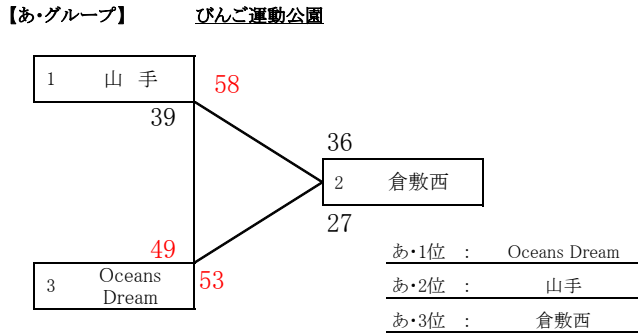 【あ・グループ】 びんご運動公園
1 山 手 58
39
36
2 倉敷西
27
49
3 Oceans Dream 53
あ・1位 : Oceans Dream
あ・2位 : 山手
あ・3位 : 倉敷西